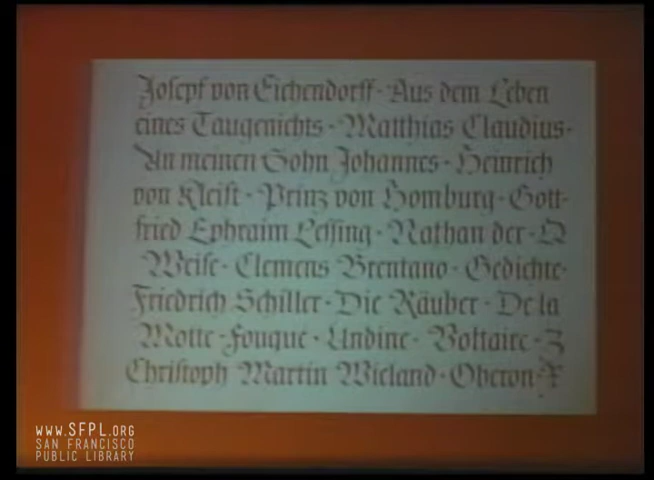 Josepf von Eichendorff · Aus dem Leben
eines Taugenichts · Matthias Claudius ·
An meinen Sohn Johannes · Heinrich
von Kleist · Prinz von Homburg · Gott-
fried Ephraim Lessing · Nathan der · Q
Weise · Clemens Brentano · Gedichte ·
Friedrich Schiller · Die Räuber · De la
Motte - Fouque · Undine · Voltaire · Z
Christoph Martin Wieland · Oberon · X
www.SFPL.ORG
SAN FRANCISCO
PUBLIC LIBRARY